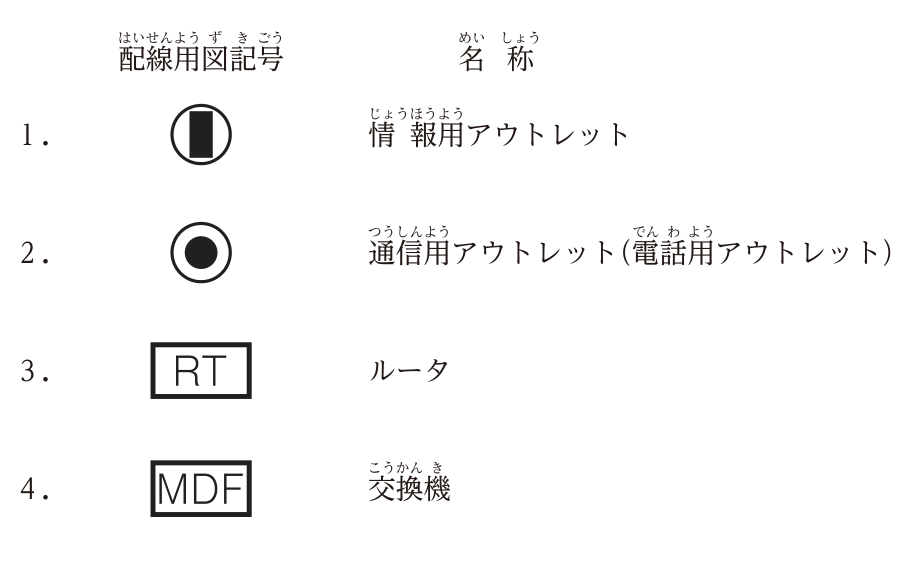 はいせんよう ず き ごう めい しょう
配線用図記号 名 称
じょうほうよう
1. 情 報用アウトレット
つうしんよう でん わ よう
2. 通信用アウトレット(電話用アウトレット)
3. RT ルータ
こうかん き
4. MDF 交換機